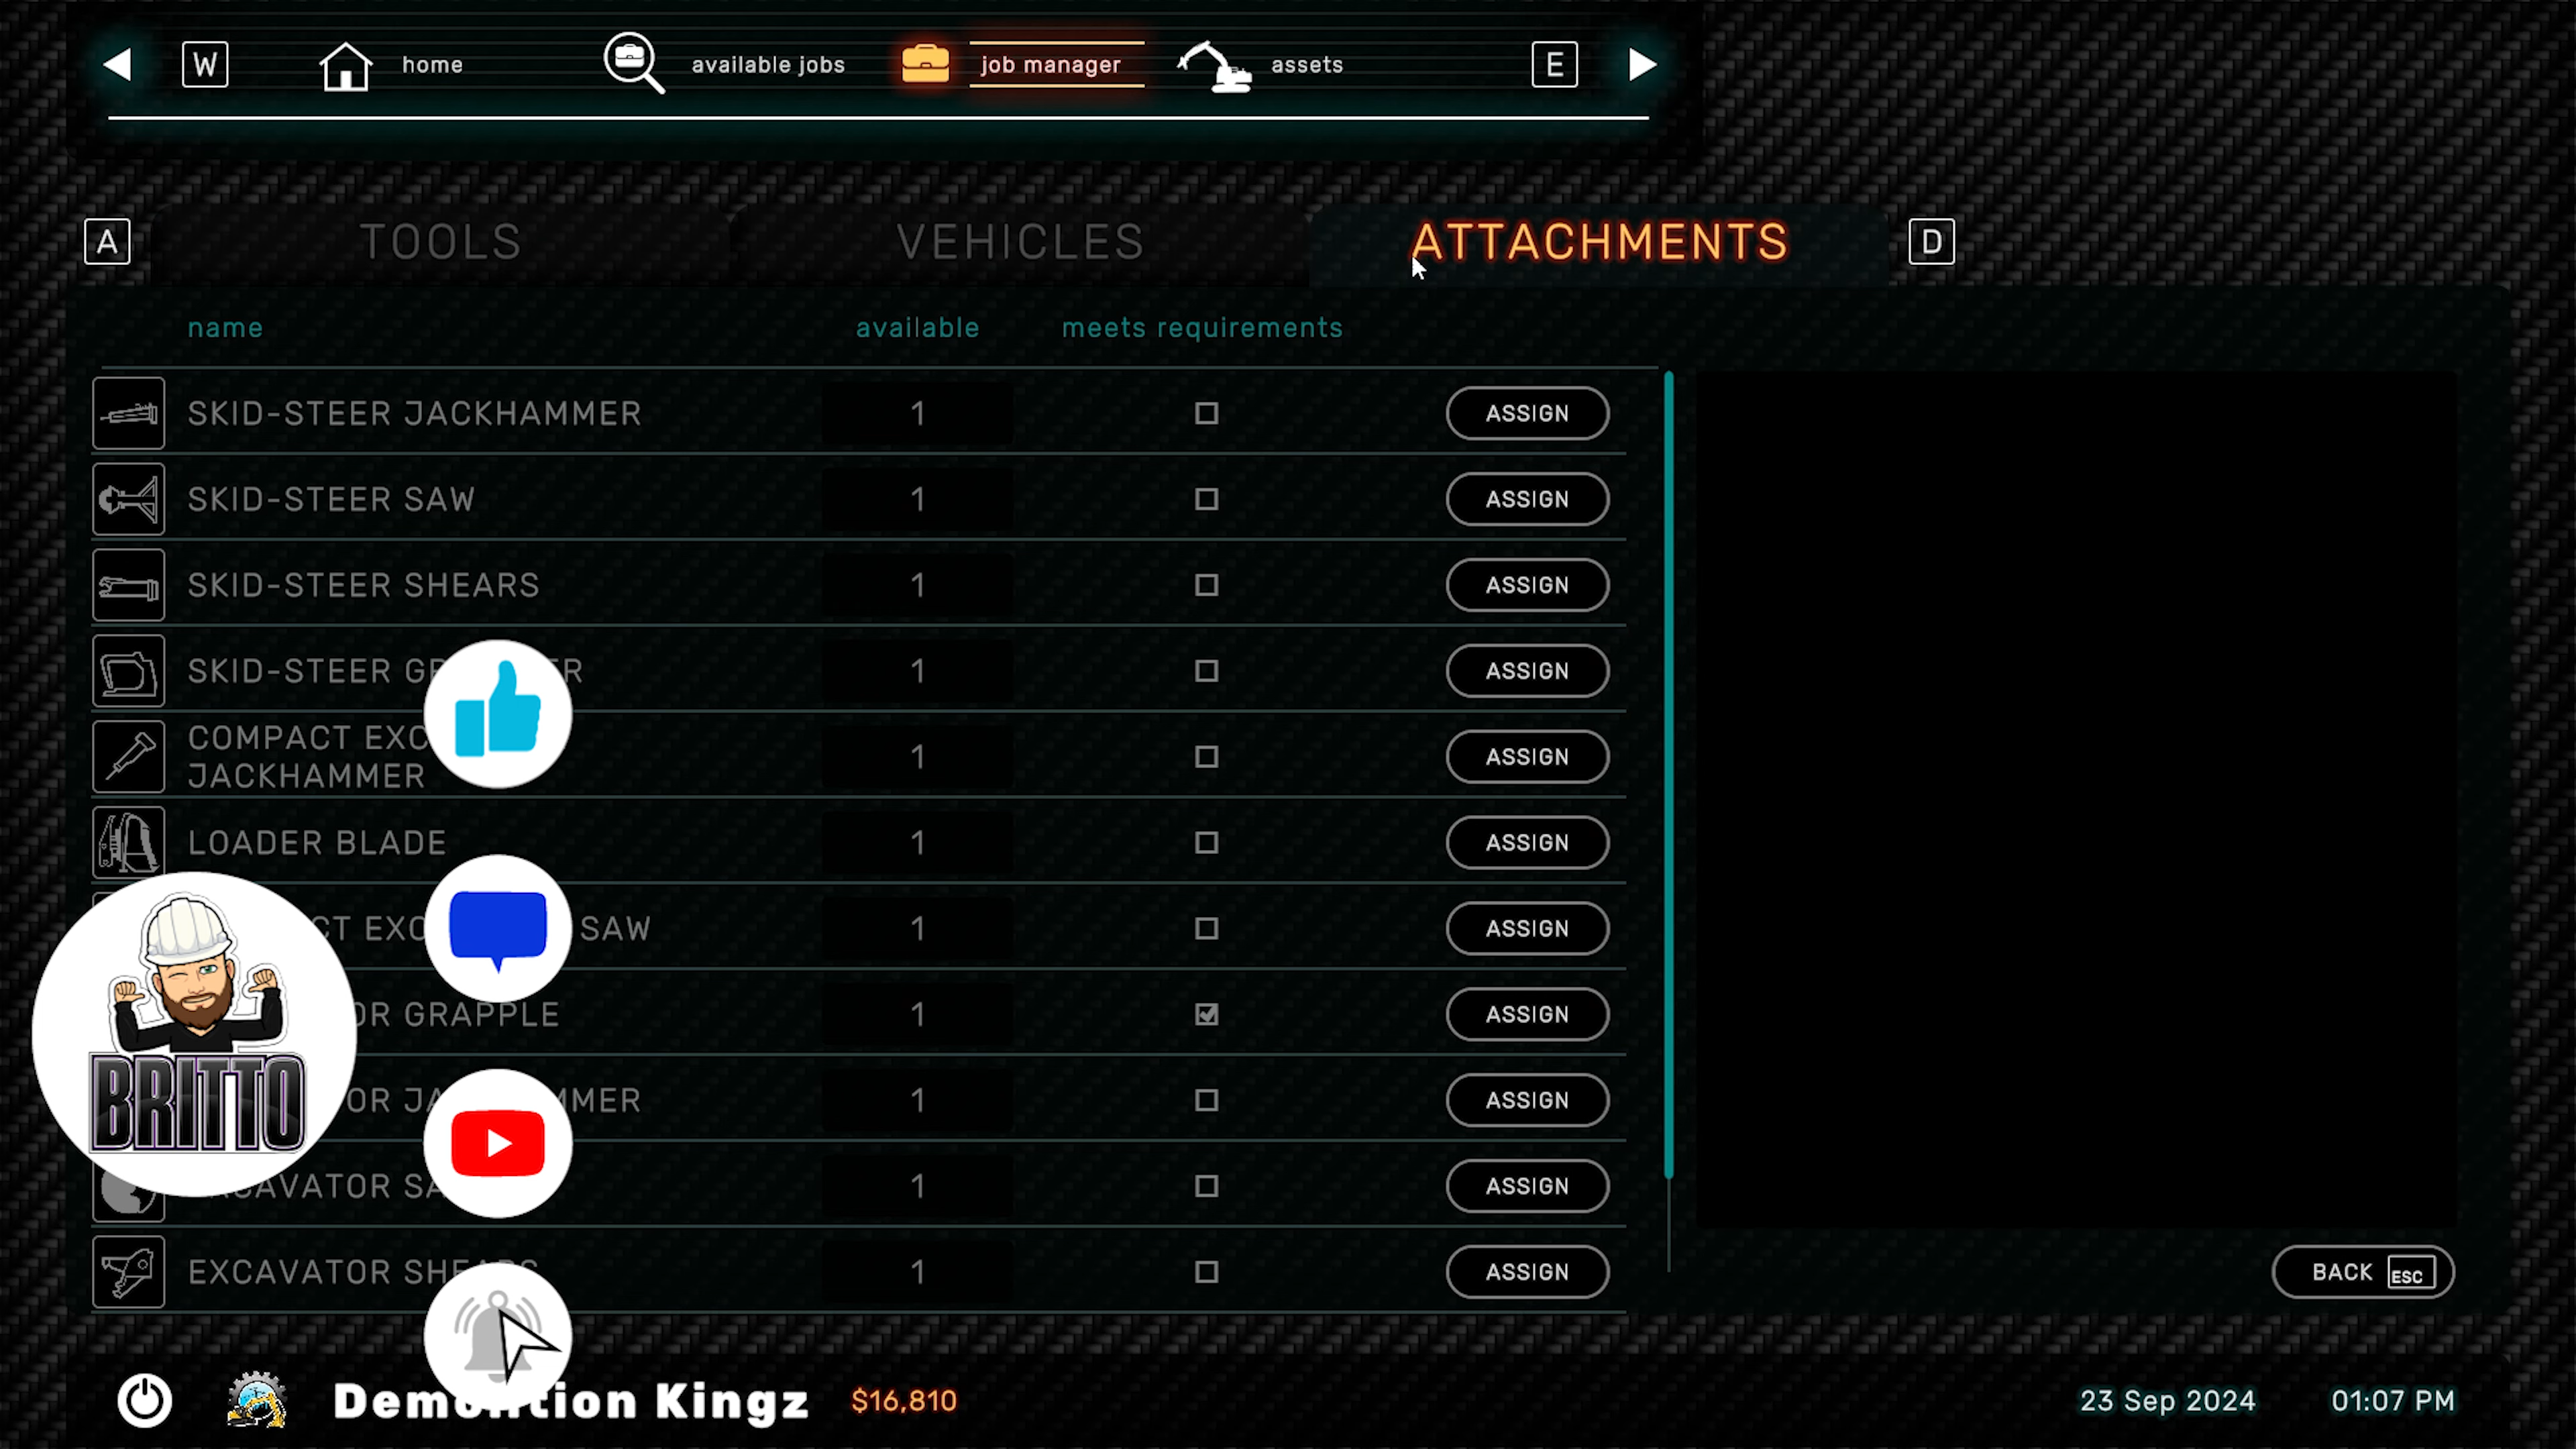 W home available jobs job manager assets E
A TOOLS VEHICLES ATTACHMENTS D
name available meets requirements
SKID-STEER JACKHAMMER 1 ASSIGN
SKID-STEER SAW 1 ASSIGN
SKID-STEER SHEARS 1 ASSIGN
SKID-STEER 1 ASSIGN
COMPACT
JACKHAMMER 1 ASSIGN
LOADER BLADE 1 ASSIGN
SAW 1 ASSIGN
GRAPPLE 1 ASSIGN
1 ASSIGN
BRITTO
1 ASSIGN
EXCAVATOR SHEARS 1 ASSIGN
BACK ESC
Demolition Kingz $16,810 23 Sep 2024 01:07 PM